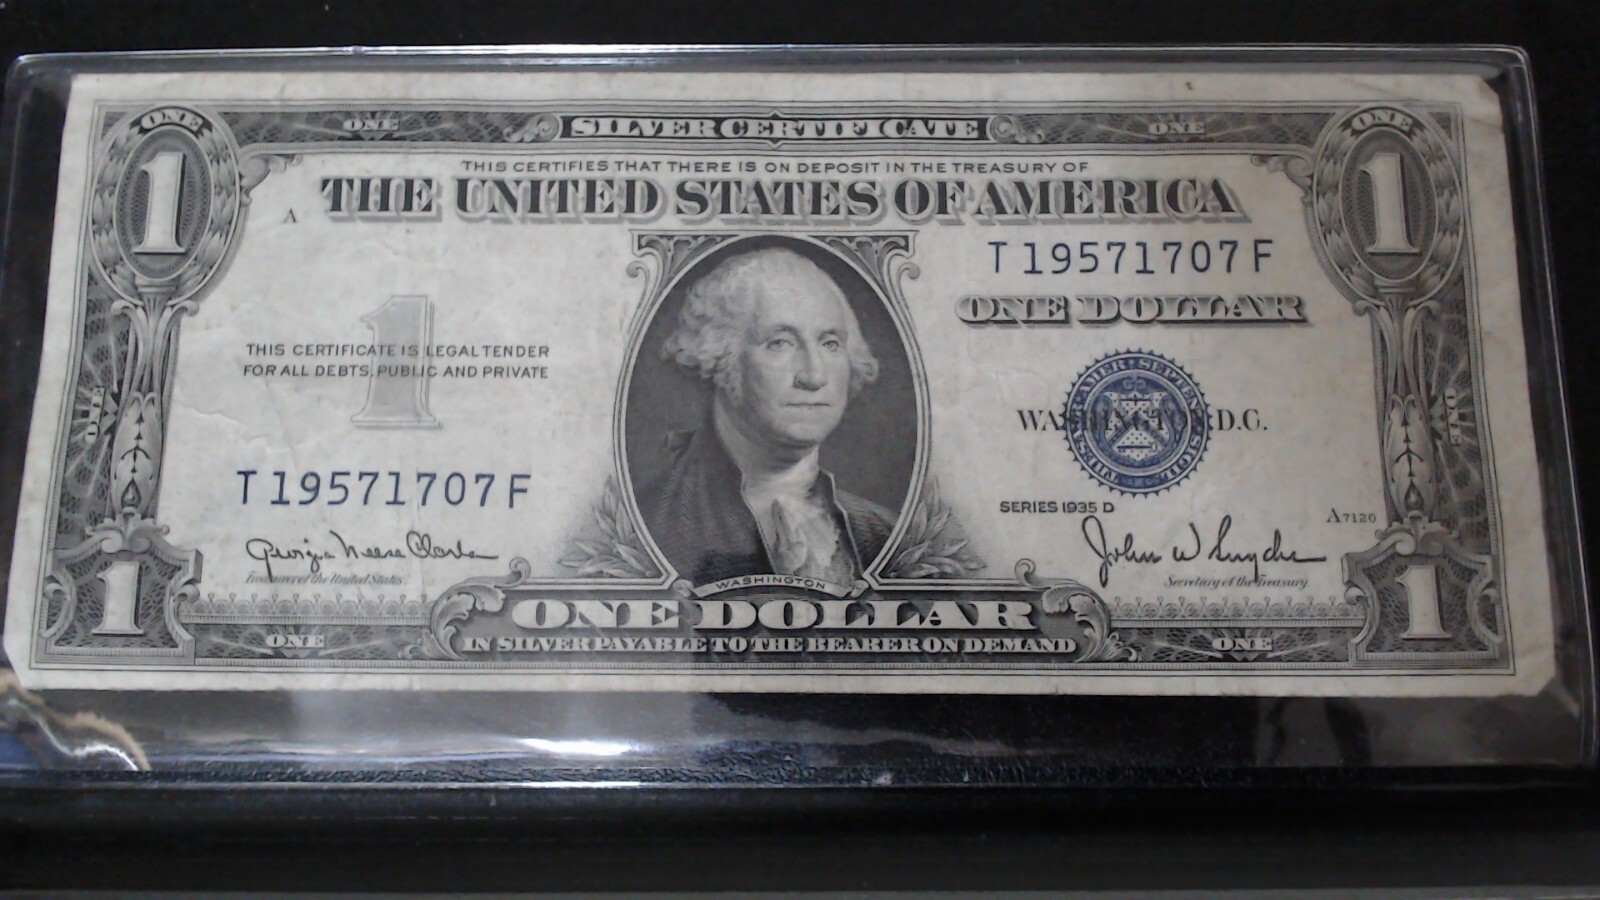 ONE ONE SILVER CERTIFICATE ONE ONE
1 1
THIS CERTIFIES THAT THERE IS ON DEPOSIT IN THE TREASURY OF
A THE UNITED STATES OF AMERICA
T 19571707 F
ONE DOLLAR
1
THIS CERTIFICATE IS LEGAL TENDER
FOR ALL DEBTS, PUBLIC AND PRIVATE
ONE ONE
WASHINGTON, D.C.
T 19571707 F
SERIES 1935 D A7120
Georgia Neese Clark John W Snyder
Treasurer of the United States. Secretary of the Treasury
1 WASHINGTON 1
ONE DOLLAR
ONE IN SILVER PAYABLE TO THE BEARER ON DEMAND ONE